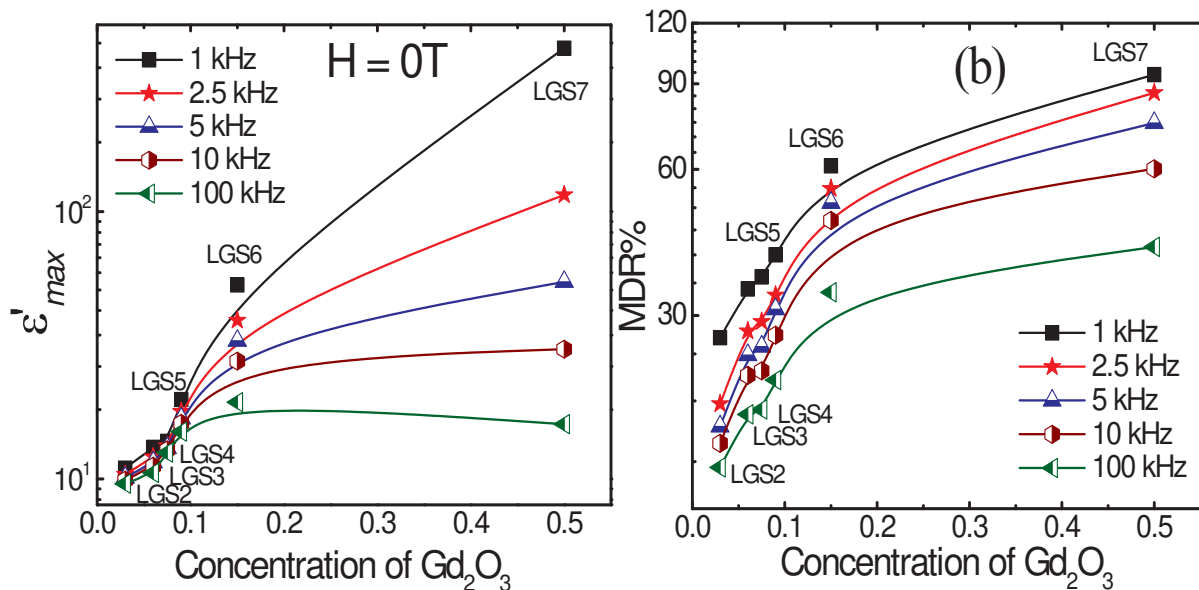 H = 0T
1 kHz
2.5 kHz
5 kHz
10 kHz
100 kHz
LGS7
LGS6
LGS5
LGS4
LGS3
LGS2
10²
10¹
ε'max
0.0 0.1 0.2 0.3 0.4 0.5
Concentration of Gd₂O₃
(b)
120
90
60
30
MDR%
LGS7
LGS6
LGS5
LGS4
LGS3
LGS2
1 kHz
2.5 kHz
5 kHz
10 kHz
100 kHz
0.0 0.1 0.2 0.3 0.4 0.5
Concentration of Gd₂O₃